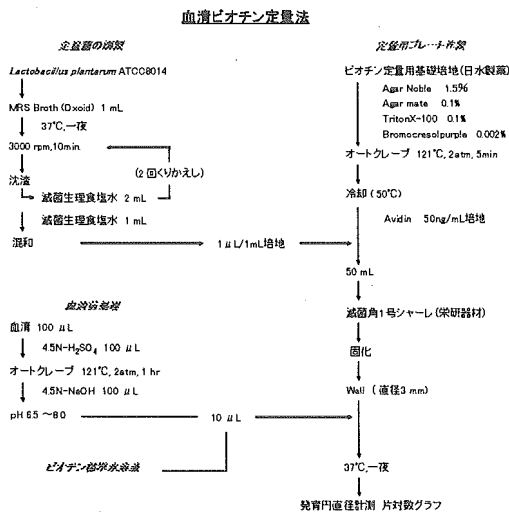 血清ビオチン定量法
定量菌の調製
Lactobacillus plantarum ATCC8014
MRS Broth (Oxoid) 1 mL
37℃,一夜
3000 rpm,10min.
(2回くりかえし)
沈渣
滅菌生理食塩水 2 mL
滅菌生理食塩水 1 mL
混和
1μL/1mL培地
定量用プレート作製
ビオチン定量用基礎培地(日水製薬)
Agar Noble 1.5%
Agar mate 0.1%
TritonX-100 0.1%
Bromocresolpurple 0.002%
オートクレーブ 121℃, 2atm, 5min
冷却 (50℃)
Avidin 50ng/mL培地
50 mL
滅菌角1号シャーレ (栄研器材)
固化
Wall (直径3 mm)
血清
血清 100 μL
4.5N-H₂SO₄ 100 μL
オートクレーブ 121℃, 2atm, 1 hr
4.5N-NaOH 100 μL
pH 6.5 ~8.0
10 μL
ビオチン標準水溶液
37℃,一夜
発育円直径計測 片対数グラフ